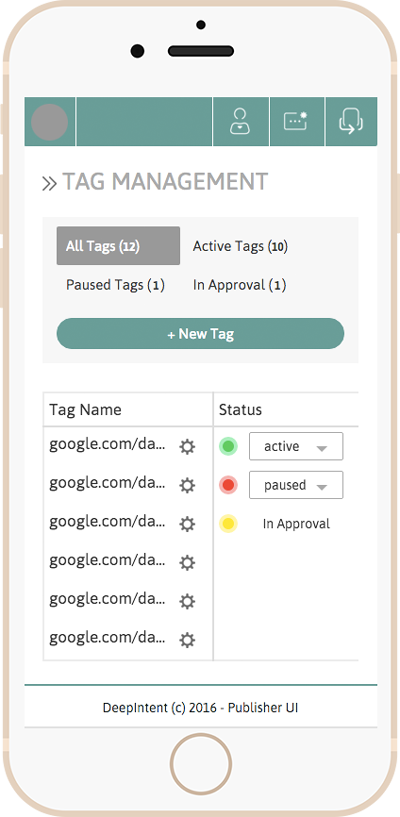 TAG MANAGEMENT
All Tags (12) Active Tags (10)
Paused Tags (1) In Approval (1)
+ New Tag
Tag Name Status
google.com/da... active
google.com/da... paused
google.com/da... In Approval
google.com/da...
google.com/da...
google.com/da...
DeepIntent (c) 2016 - Publisher UI